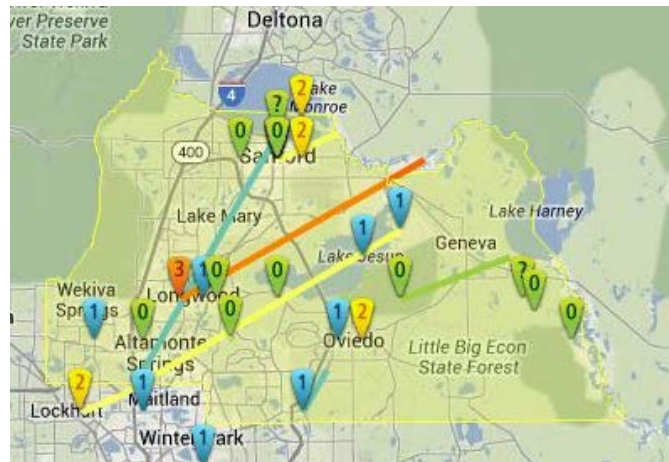 Deltona
ver Preserve
State Park
4
2
Lake
Monroe
?
0
0
2
Sanford
400
Lake Mary
1
1
Lake Harney
Geneva
Lake Jesup
3
1
0
0
0
?
0
Longwood
Wekiva
Springs
1
0
0
1
2
0
Altamonte
Springs
Oviedo
Little Big Econ
State Forest
2
1
1
Lockhart
Maitland
Winter Park
1